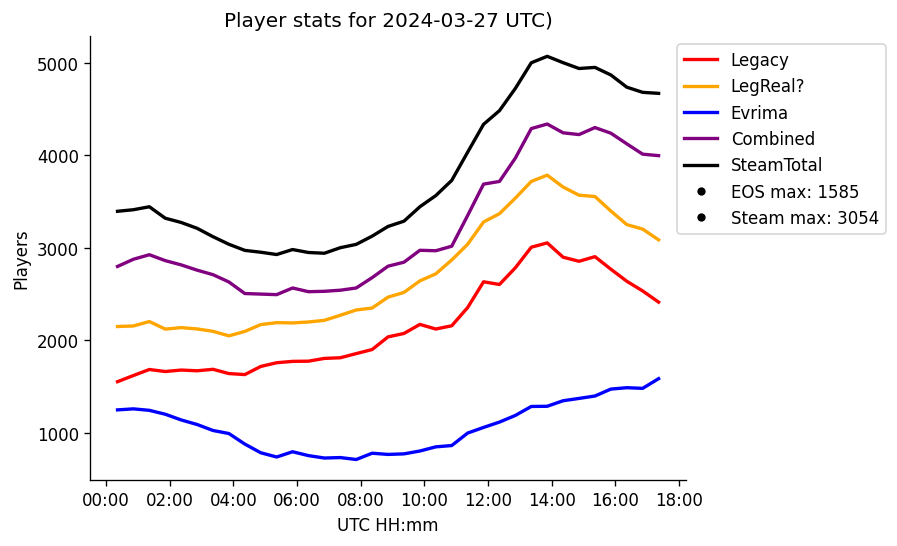 Player stats for 2024-03-27 UTC)
Players
5000
4000
3000
2000
1000
00:00 02:00 04:00 06:00 08:00 10:00 12:00 14:00 16:00 18:00
UTC HH:mm
Legacy
LegReal?
Evrima
Combined
SteamTotal
EOS max: 1585
Steam max: 3054